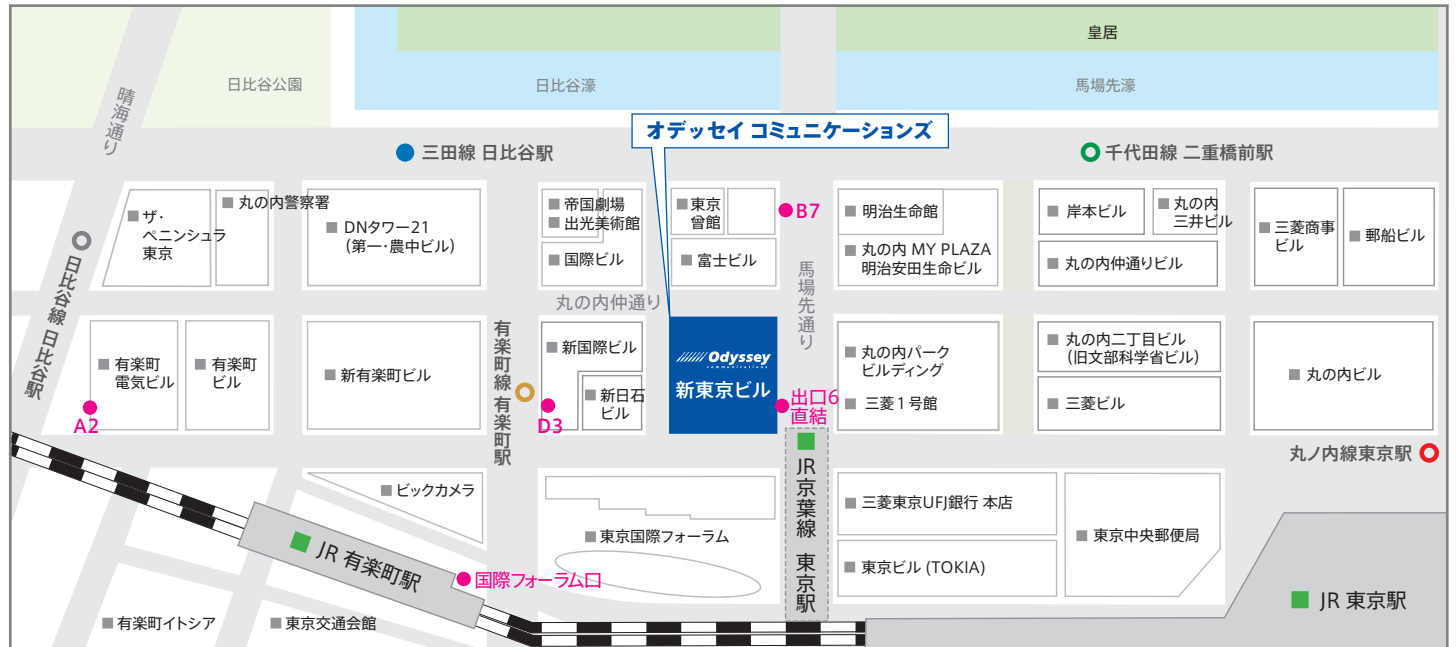 皇居
日比谷公園
日比谷濠
馬場先濠
晴海通り
オデッセイ コミュニケーションズ
三田線 日比谷駅
千代田線 二重橋前駅
ザ・
ペニンシュラ
東京
丸の内警察署
DNタワー21
(第一・農中ビル)
帝国劇場
出光美術館
国際ビル
東京
曾館
富士ビル
B7
明治生命館
丸の内 MY PLAZA
明治安田生命ビル
岸本ビル
丸の内
三井ビル
丸の内仲通りビル
三菱商事
ビル
郵船ビル
日比谷線 日比谷駅
丸の内仲通り
馬場先通り
有楽町
電気ビル
有楽町
ビル
新有楽町ビル
有楽町線 有楽町駅
新国際ビル
新日石
ビル
Odyssey
communications
新東京ビル
出口6
直結
丸の内パーク
ビルディング
三菱1号館
丸の内二丁目ビル
(旧文部科学省ビル)
三菱ビル
丸の内ビル
A2
D3
丸ノ内線東京駅
JR京葉線 東京駅
ビックカメラ
東京国際フォーラム
三菱東京UFJ銀行 本店
東京ビル (TOKIA)
東京中央郵便局
JR 有楽町駅
国際フォーラム口
JR 東京駅
有楽町イトシア
東京交通会館